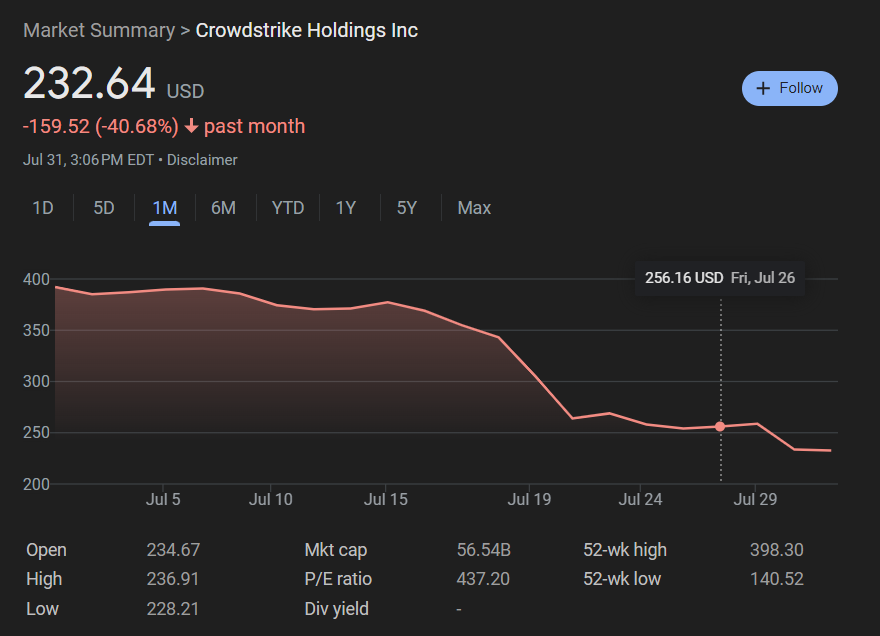 Market Summary > Crowdstrike Holdings Inc
232.64 USD
+ Follow
-159.52 (-40.68%) ↓ past month
Jul 31, 3:06 PM EDT • Disclaimer
1D 5D 1M 6M YTD 1Y 5Y Max
256.16 USD Fri, Jul 26
400
350
300
250
200
Jul 5 Jul 10 Jul 15 Jul 19 Jul 24 Jul 29
Open 234.67 Mkt cap 56.54B 52-wk high 398.30
High 236.91 P/E ratio 437.20 52-wk low 140.52
Low 228.21 Div yield -